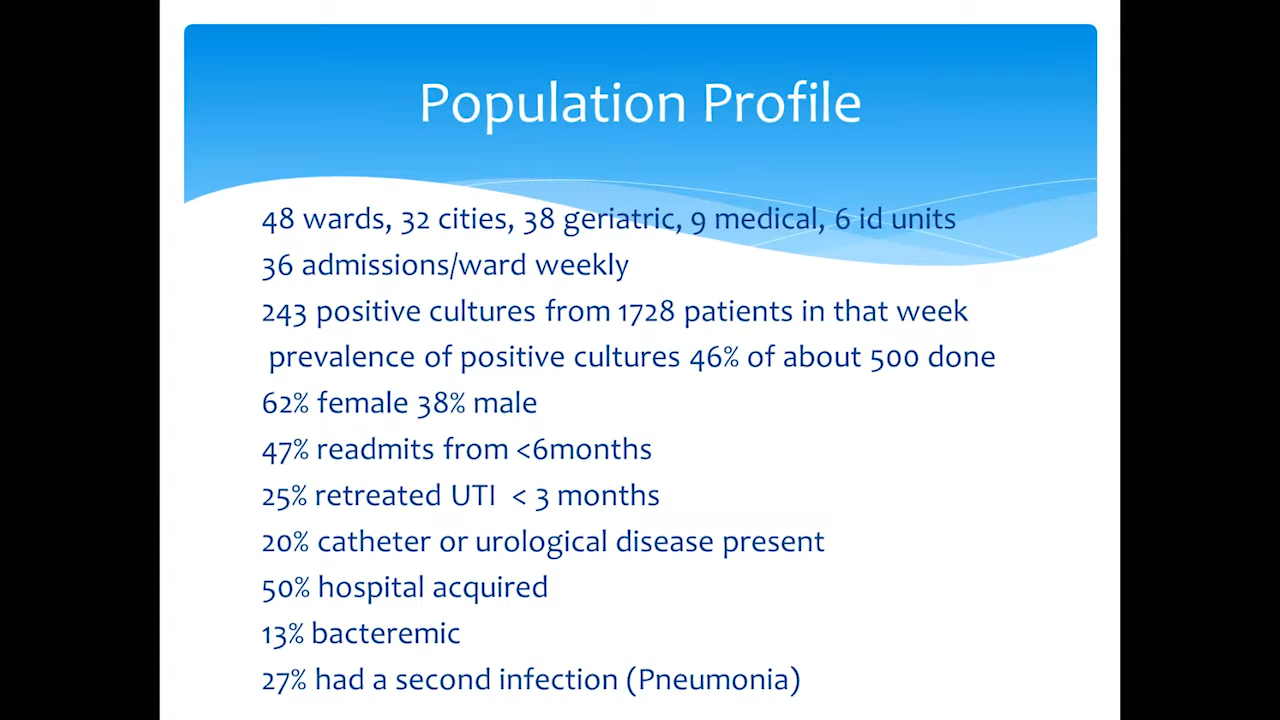 Population Profile
48 wards, 32 cities, 38 geriatric, 9 medical, 6 id units
36 admissions/ward weekly
243 positive cultures from 1728 patients in that week
prevalence of positive cultures 46% of about 500 done
62% female 38% male
47% readmits from <6months
25% retreated UTI < 3 months
20% catheter or urological disease present
50% hospital acquired
13% bacteremic
27% had a second infection (Pneumonia)